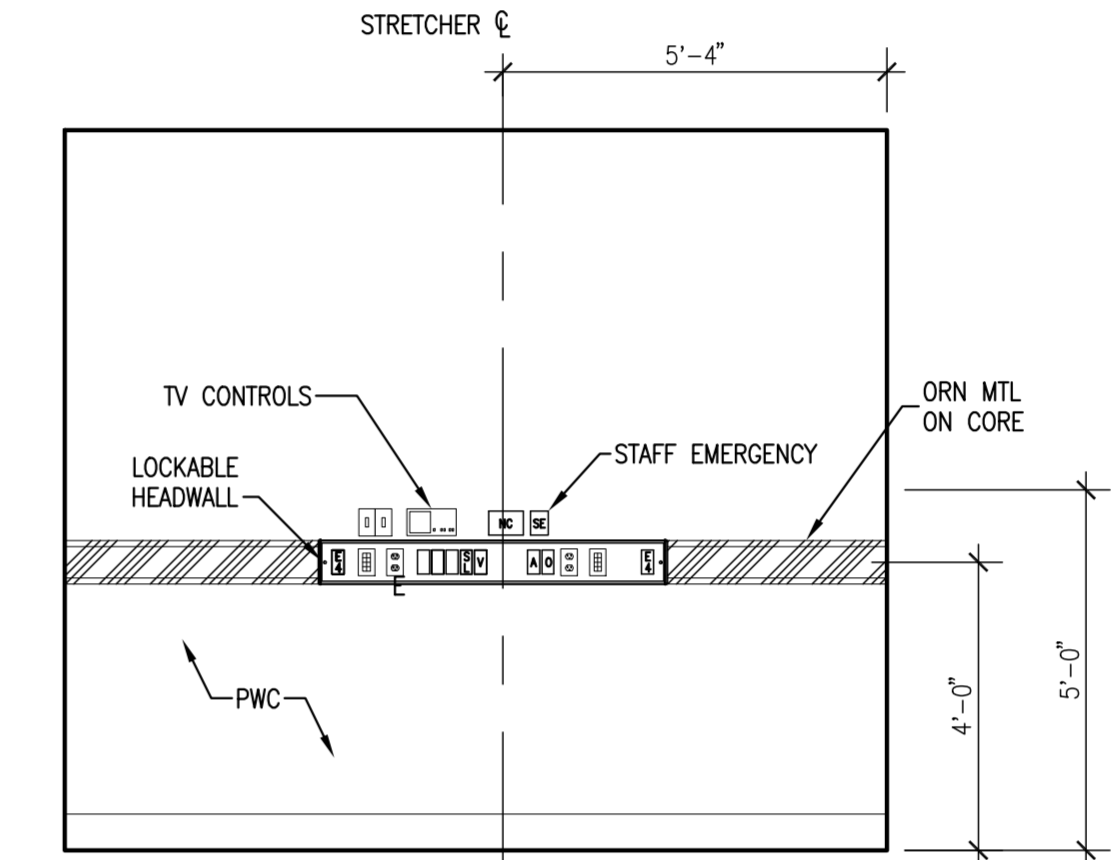 STRETCHER ℄
5'-4"
TV CONTROLS
ORN MTL
ON CORE
LOCKABLE
HEADWALL
STAFF EMERGENCY
NC SE
E4 SL V A O E4
E
PWC
4'-0"
5'-0"